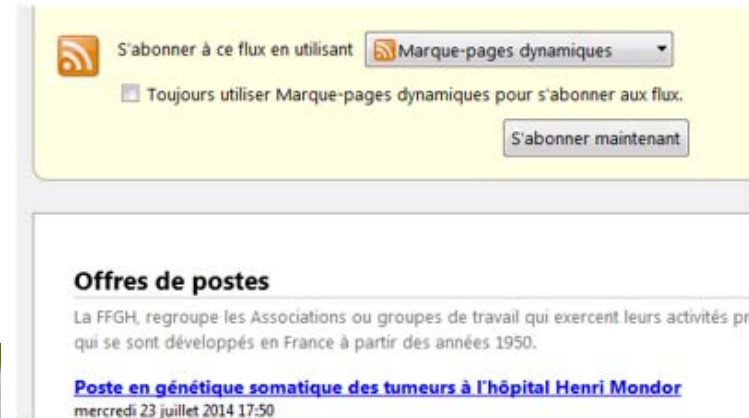 S'abonner à ce flux en utilisant Marque-pages dynamiques
Toujours utiliser Marque-pages dynamiques pour s'abonner aux flux.
S'abonner maintenant
Offres de postes
La FFGH, regroupe les Associations ou groupes de travail qui exercent leurs activités pr
qui se sont développés en France à partir des années 1950.
Poste en génétique somatique des tumeurs à l'hôpital Henri Mondor
mercredi 23 juillet 2014 17:50